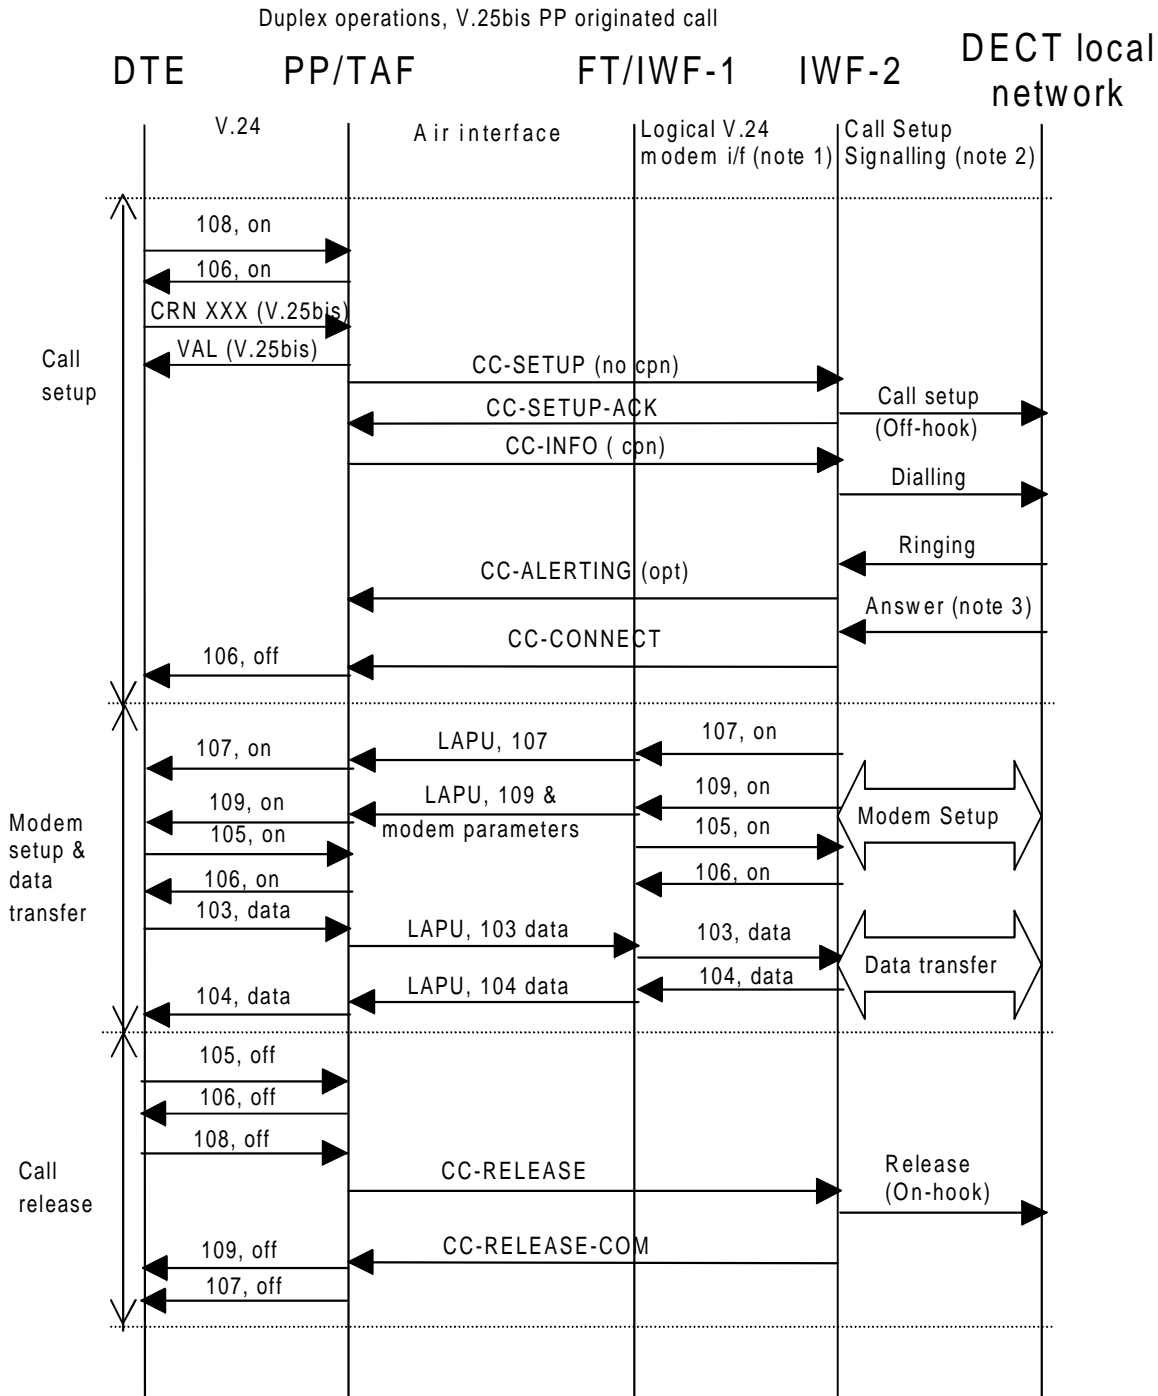 Duplex operations, V.25bis PP originated call
DTE
PP/TAF
FT/IWF-1
IWF-2
DECT local
network
V.24
Air interface
Logical V.24
modem i/f (note 1)
Call Setup
Signalling (note 2)
108, on
106, on
CRN XXX (V.25bis)
VAL (V.25bis)
Call
setup
CC-SETUP (no cpn)
CC-SETUP-ACK
Call setup
(Off-hook)
CC-INFO ( cpn)
Dialling
Ringing
CC-ALERTING (opt)
Answer (note 3)
CC-CONNECT
106, off
107, on
LAPU, 107
107, on
109, on
LAPU, 109 &
modem parameters
109, on
Modem Setup
Modem
setup &
data
transfer
105, on
105, on
106, on
106, on
103, data
LAPU, 103 data
103, data
Data transfer
104, data
LAPU, 104 data
104, data
105, off
106, off
108, off
Call
release
CC-RELEASE
Release
(On-hook)
CC-RELEASE-COM
109, off
107, off